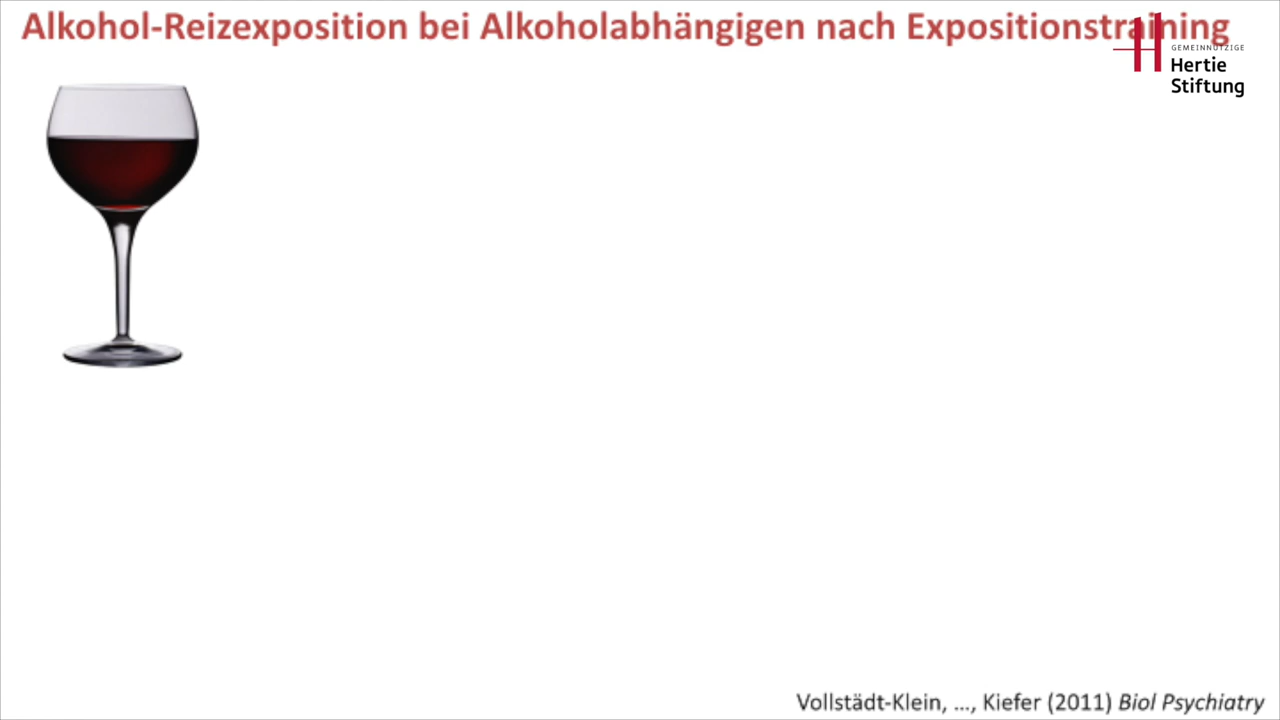 Alkohol-Reizexposition bei Alkoholabhängigen nach Expositionstraining
GEMEINNÜTZIGE
Hertie
Stiftung
Vollstädt-Klein, ..., Kiefer (2011) Biol Psychiatry